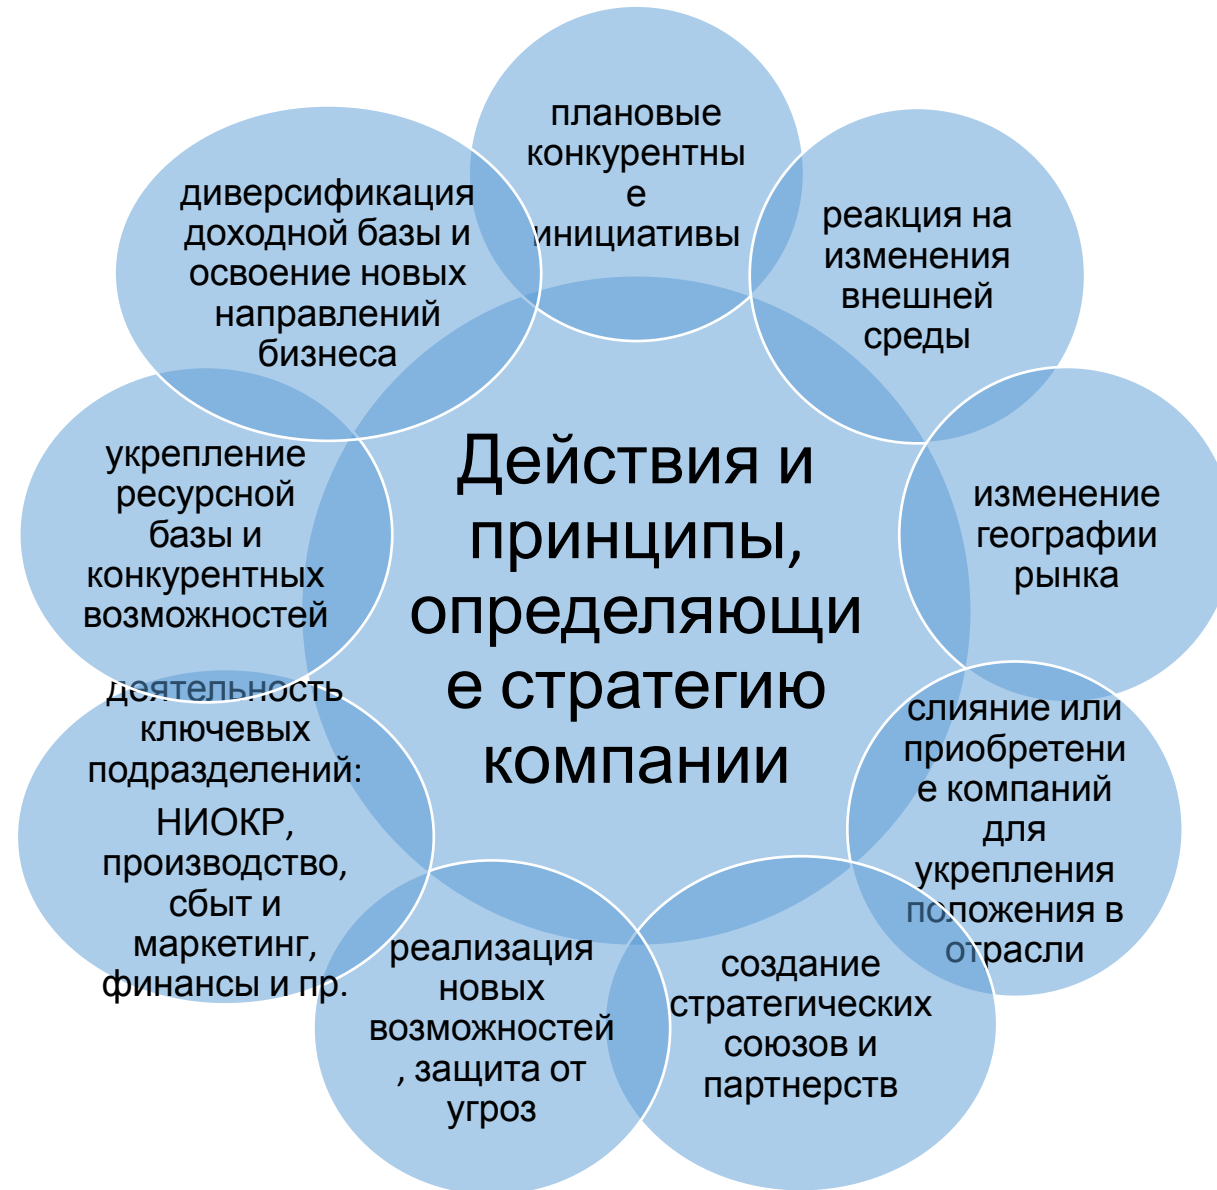 плановые
конкурентны
е
инициативы
реакция на
изменения
внешней
среды
изменение
географии
рынка
слияние или
приобретени
е компаний
для
укрепления
положения в
отрасли
создание
стратегических
союзов и
партнерств
реализация
новых
возможностей
, защита от
угроз
деятельность
ключевых
подразделений:
НИОКР,
производство,
сбыт и
маркетинг,
финансы и пр.
укрепление
ресурсной
базы и
конкурентных
возможностей
диверсификация
доходной базы и
освоение новых
направлений
бизнеса
Действия и
принципы,
определяющи
е стратегию
компании